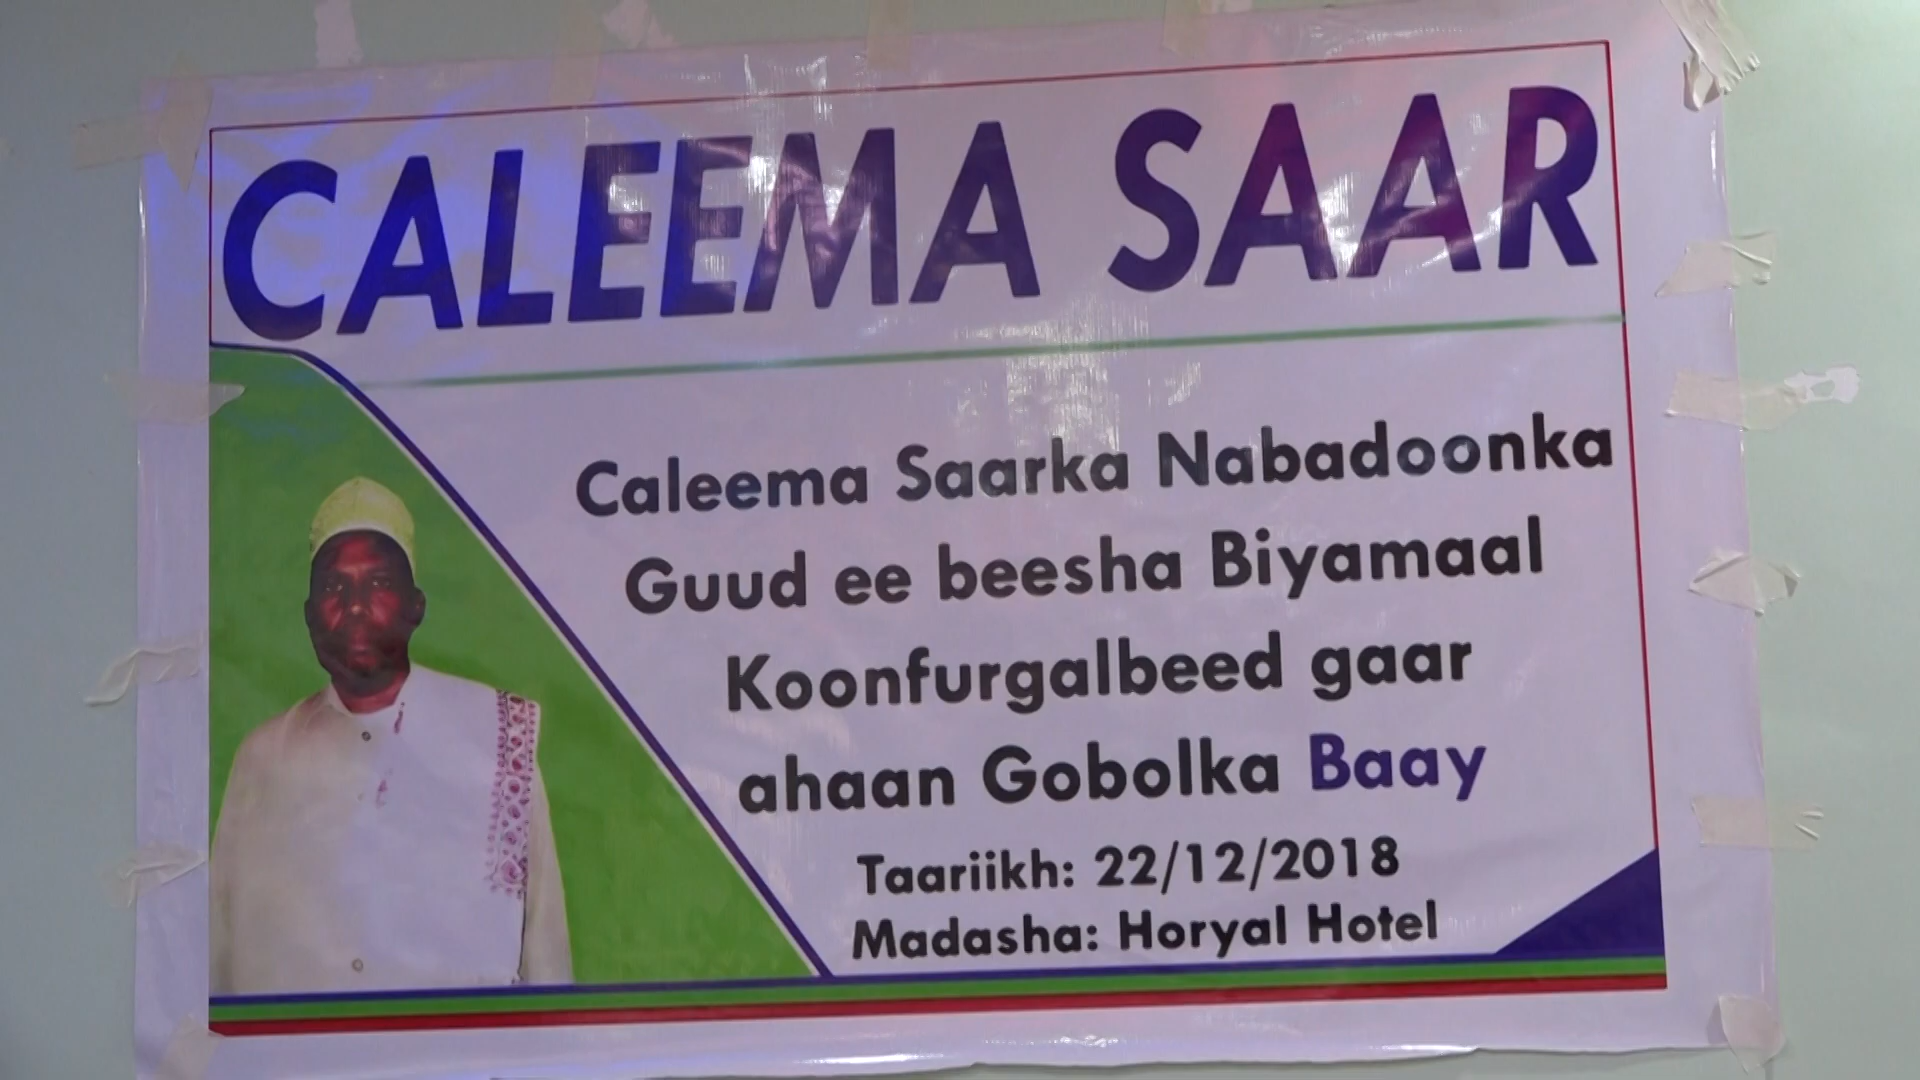 CALEEMA SAAR
Caleema Saarka Nabadoonka
Guud ee beesha Biyamaal
Koonfurgalbeed gaar
ahaan Gobolka Baay
Taariikh: 22/12/2018
Madasha: Horyal Hotel